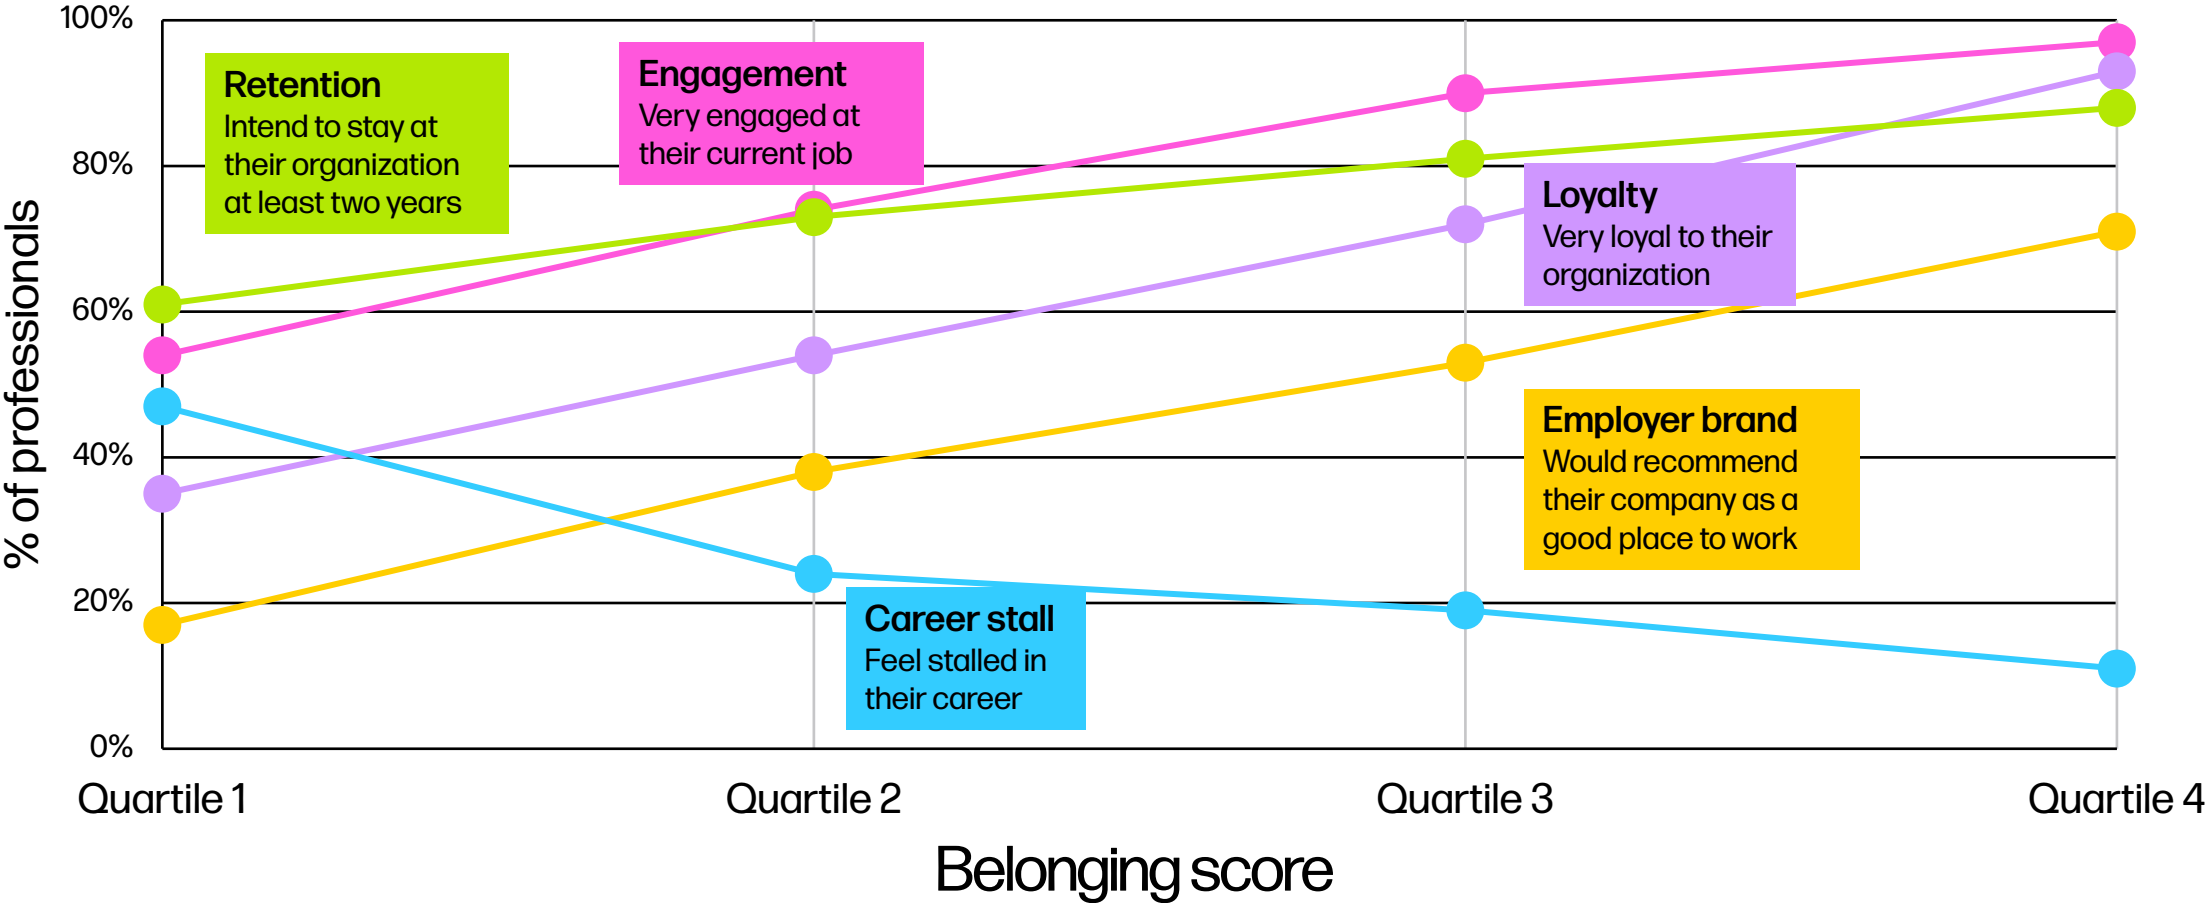 100%
80%
60%
40%
20%
0%
% of professionals
Retention
Intend to stay at
their organization
at least two years
Engagement
Very engaged at
their current job
Loyalty
Very loyal to their
organization
Employer brand
Would recommend
their company as a
good place to work
Career stall
Feel stalled in
their career
Quartile 1
Quartile 2
Quartile 3
Quartile 4
Belonging score